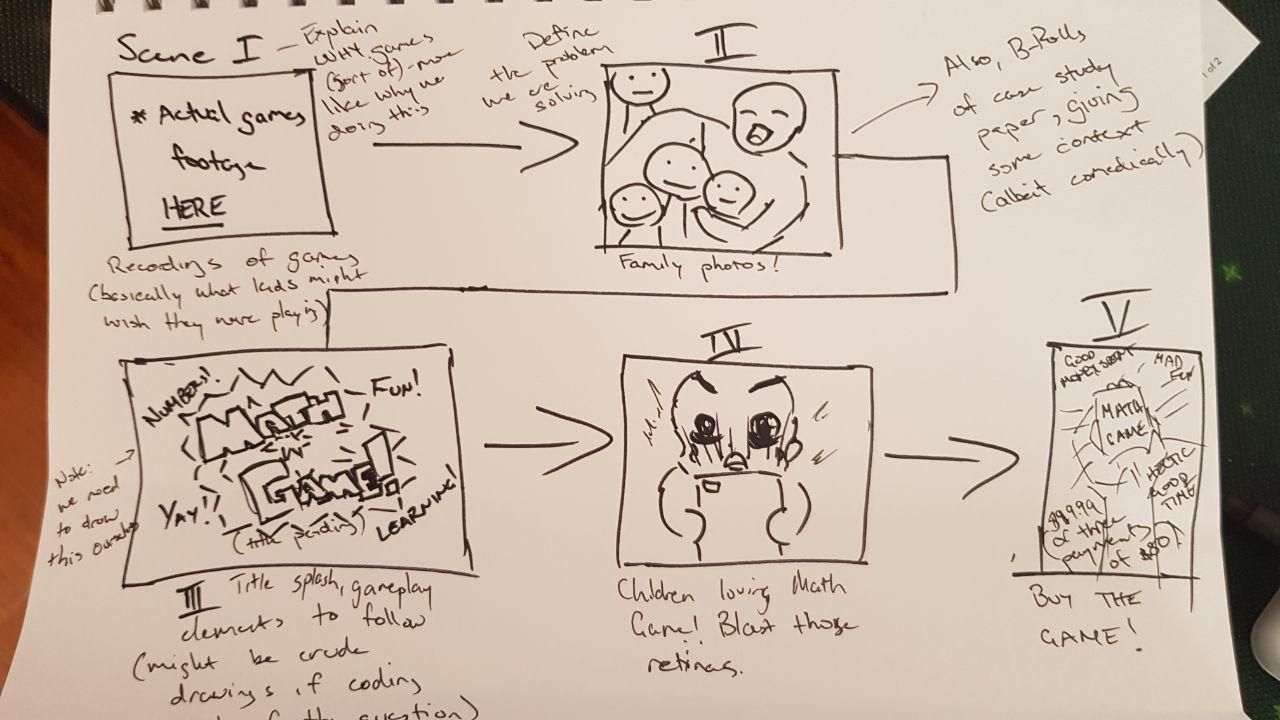 Scene I
- Explain
WHY games
(sort of) - more
like why we
doing this
* Actual games
footage
HERE
Recordings of games
(basically what kids might
wish they were playing)
Define
the problem
we are
solving
II
Family photos!
Also, B-Rolls
of case study
paper, giving
some context
(albeit comedically)
1 of 2
NUMBERS!
FUN!
MATH
GAME!
YAY!!
LEARNING!
(title pending)
Note:
we need
to draw
this ourselves
III Title splash, gameplay
elements to follow
(might be crude
drawings if coding
of the question)
IV
Children loving Math
Game! Blast those
retinas.
V
GOOD
MONEY SPENT
MAD
FUN
MATH
GAME
HECTIC
GOOD
TIME
of three
payments
of $80)
BUY THE
GAME!